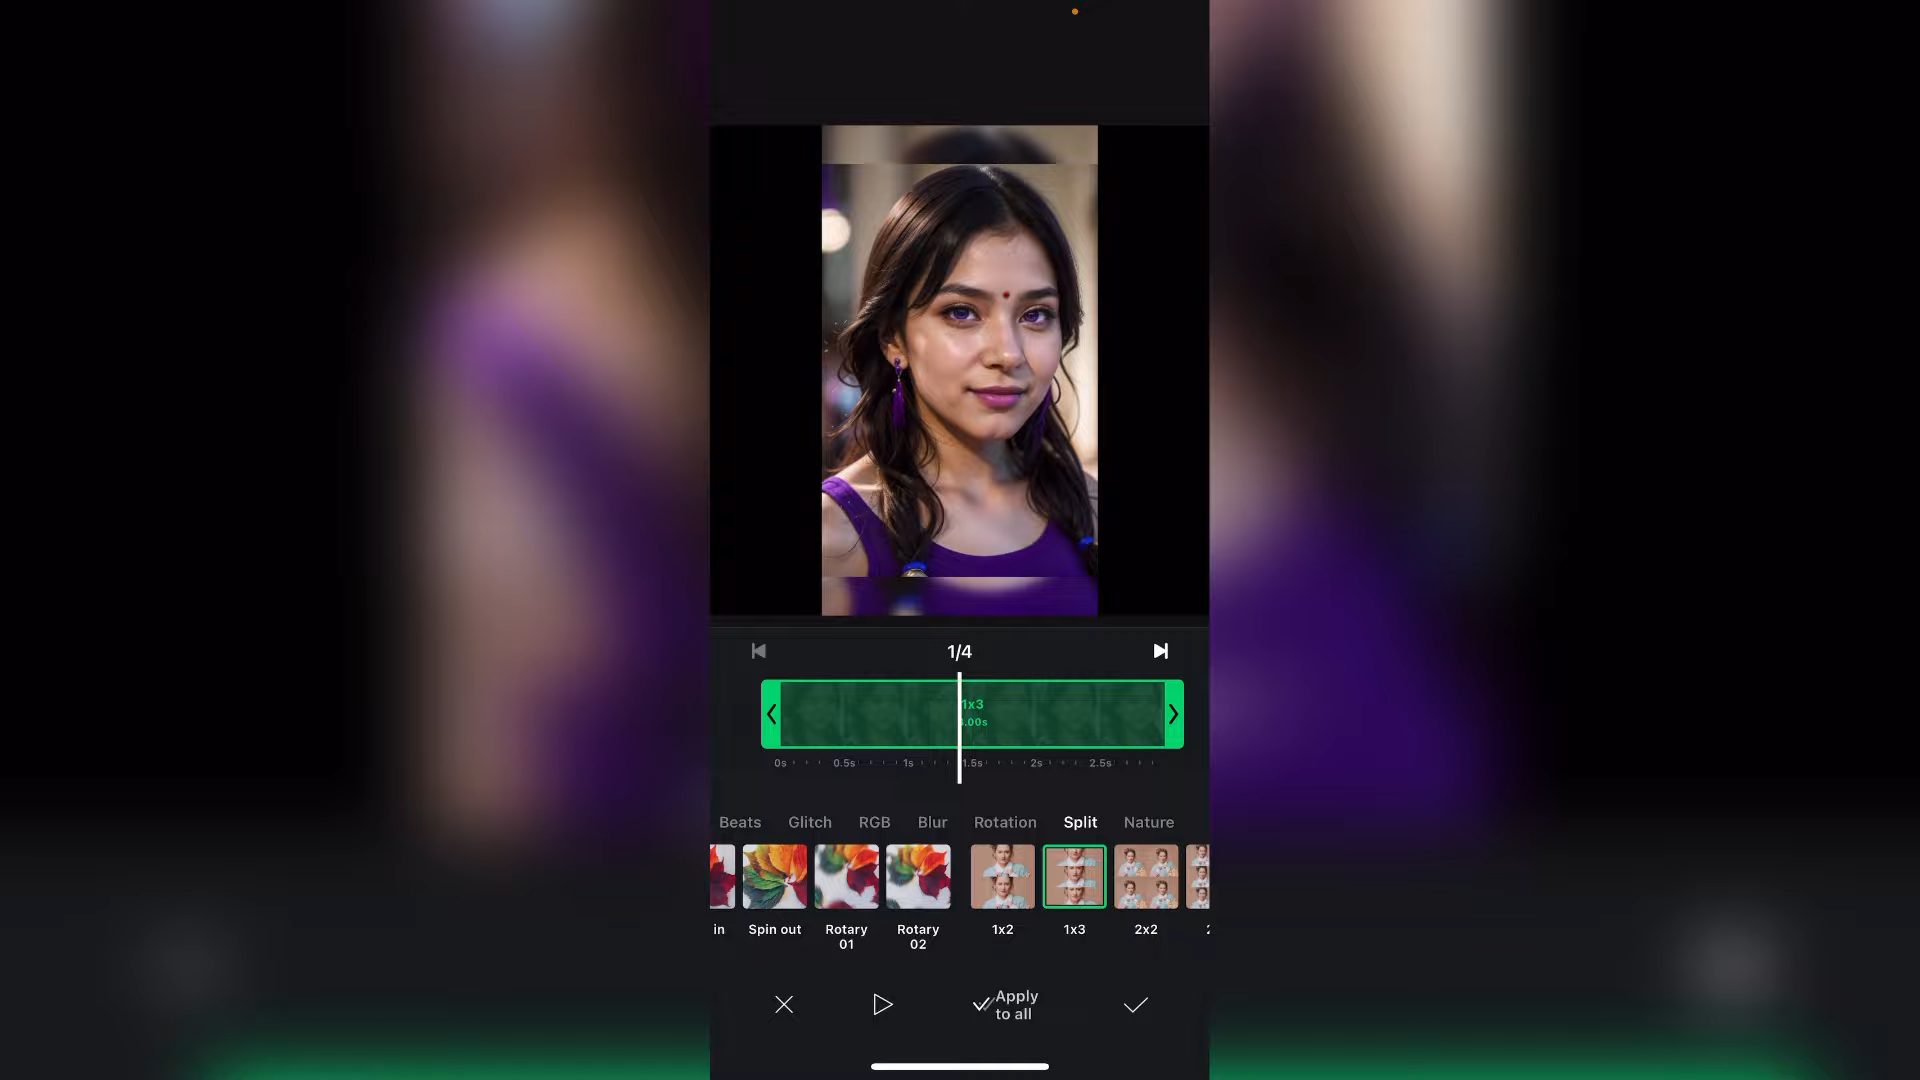 1/4
1x3
.00s
0s 0.5s 1s 1.5s 2s 2.5s
Beats Glitch RGB Blur Rotation Split Nature
in Spin out Rotary 01 Rotary 02 1x2 1x3 2x2
Apply
to all